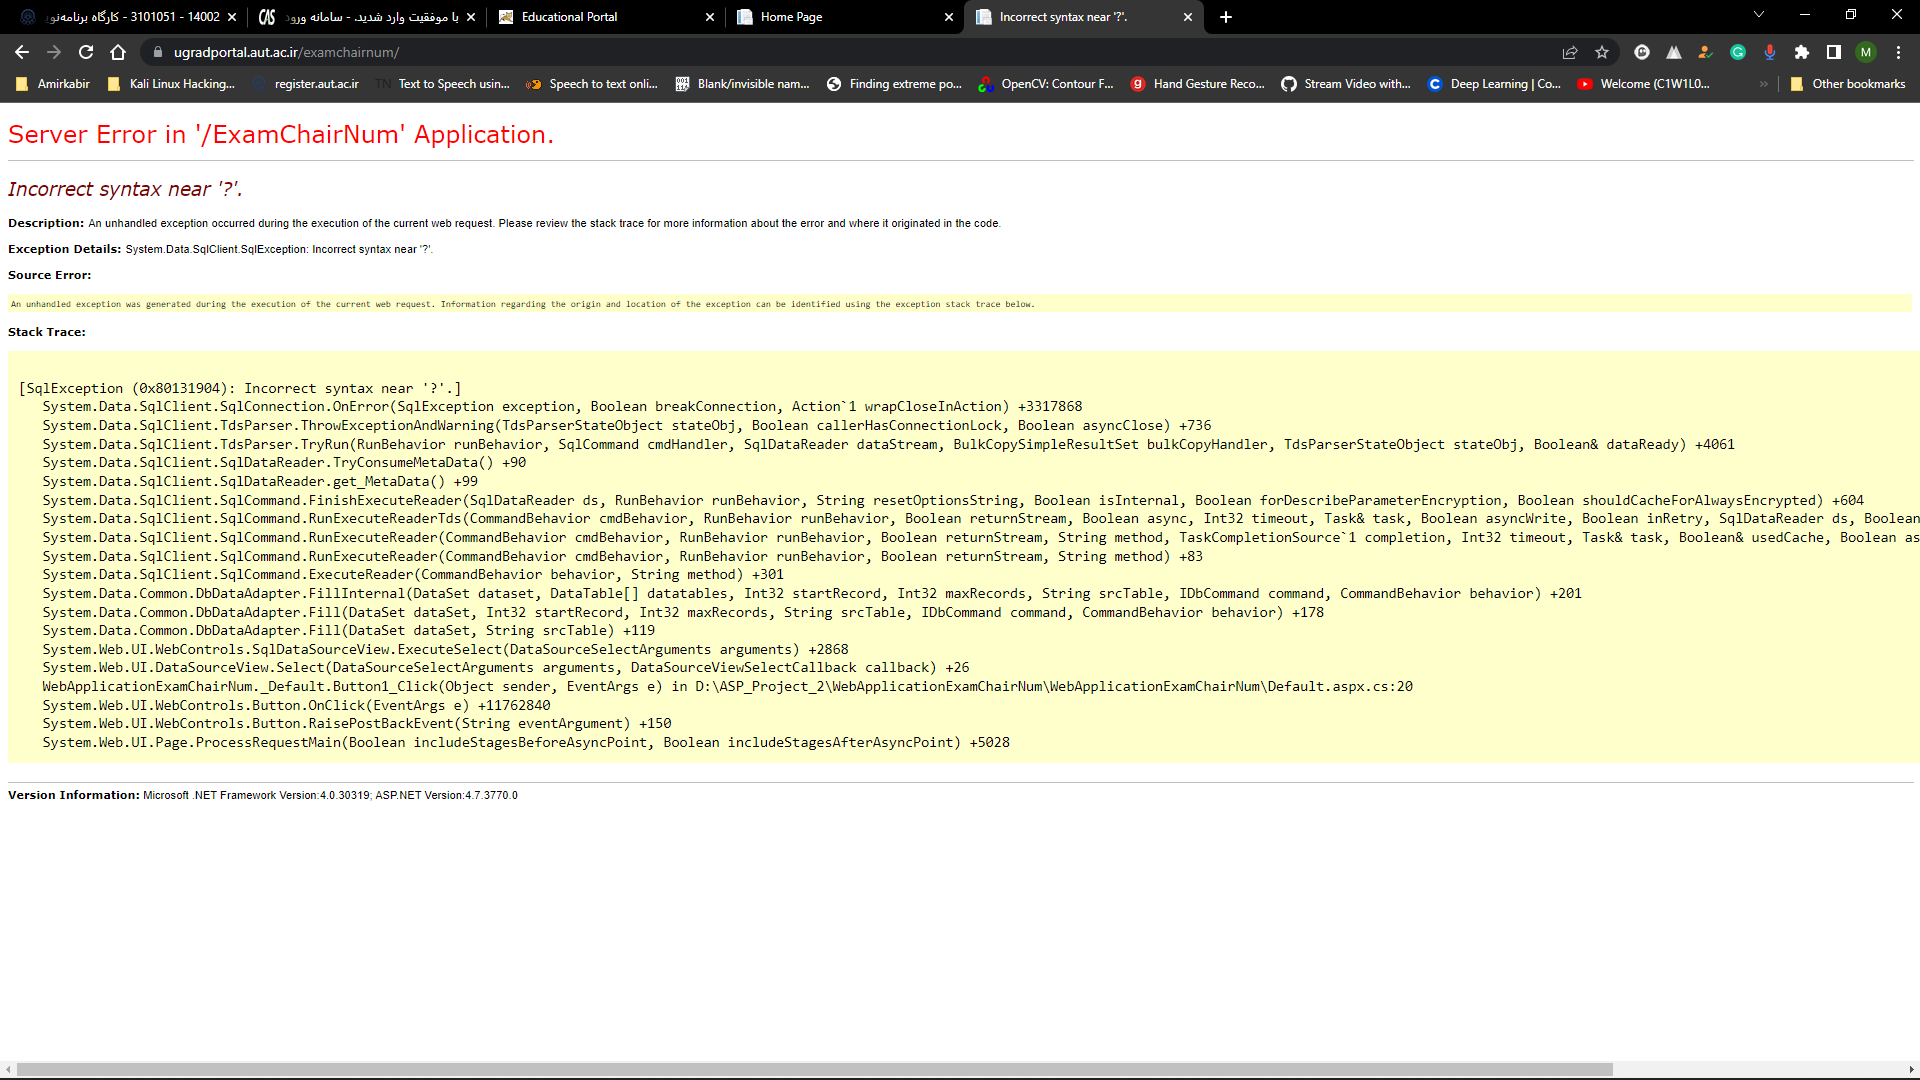 کارگاه برنامه‌نوی - 3101051 - 14002
CAS با موفقیت وارد شدید. - سامانه ورود
Educational Portal
Home Page
Incorrect syntax near '?'.
ugradportal.aut.ac.ir/examchairnum/
M
Amirkabir
Kali Linux Hacking...
register.aut.ac.ir
TN Text to Speech usin...
Speech to text onli...
Blank/invisible nam...
Finding extreme po...
OpenCV: Contour F...
g Hand Gesture Reco...
Stream Video with...
C Deep Learning | Co...
Welcome (C1W1L0...
»
Other bookmarks
Server Error in '/ExamChairNum' Application.
Incorrect syntax near '?'.
Description: An unhandled exception occurred during the execution of the current web request. Please review the stack trace for more information about the error and where it originated in the code.
Exception Details: System.Data.SqlClient.SqlException: Incorrect syntax near '?'.
Source Error:
An unhandled exception was generated during the execution of the current web request. Information regarding the origin and location of the exception can be identified using the exception stack trace below.
Stack Trace:
[SqlException (0x80131904): Incorrect syntax near '?'.]
System.Data.SqlClient.SqlConnection.OnError(SqlException exception, Boolean breakConnection, Action`1 wrapCloseInAction) +3317868
System.Data.SqlClient.TdsParser.ThrowExceptionAndWarning(TdsParserStateObject stateObj, Boolean callerHasConnectionLock, Boolean asyncClose) +736
System.Data.SqlClient.TdsParser.TryRun(RunBehavior runBehavior, SqlCommand cmdHandler, SqlDataReader dataStream, BulkCopySimpleResultSet bulkCopyHandler, TdsParserStateObject stateObj, Boolean& dataReady) +4061
System.Data.SqlClient.SqlDataReader.TryConsumeMetaData() +90
System.Data.SqlClient.SqlDataReader.get_MetaData() +99
System.Data.SqlClient.SqlCommand.FinishExecuteReader(SqlDataReader ds, RunBehavior runBehavior, String resetOptionsString, Boolean isInternal, Boolean forDescribeParameterEncryption, Boolean shouldCacheForAlwaysEncrypted) +604
System.Data.SqlClient.SqlCommand.RunExecuteReaderTds(CommandBehavior cmdBehavior, RunBehavior runBehavior, Boolean returnStream, Boolean async, Int32 timeout, Task& task, Boolean asyncWrite, Boolean inRetry, SqlDataReader ds, Boolean
System.Data.SqlClient.SqlCommand.RunExecuteReader(CommandBehavior cmdBehavior, RunBehavior runBehavior, Boolean returnStream, String method, TaskCompletionSource`1 completion, Int32 timeout, Task& task, Boolean& usedCache, Boolean as
System.Data.SqlClient.SqlCommand.RunExecuteReader(CommandBehavior cmdBehavior, RunBehavior runBehavior, Boolean returnStream, String method) +83
System.Data.SqlClient.SqlCommand.ExecuteReader(CommandBehavior behavior, String method) +301
System.Data.Common.DbDataAdapter.FillInternal(DataSet dataset, DataTable[] datatables, Int32 startRecord, Int32 maxRecords, String srcTable, IDbCommand command, CommandBehavior behavior) +201
System.Data.Common.DbDataAdapter.Fill(DataSet dataSet, Int32 startRecord, Int32 maxRecords, String srcTable, IDbCommand command, CommandBehavior behavior) +178
System.Data.Common.DbDataAdapter.Fill(DataSet dataSet, String srcTable) +119
System.Web.UI.WebControls.SqlDataSourceView.ExecuteSelect(DataSourceSelectArguments arguments) +2868
System.Web.UI.DataSourceView.Select(DataSourceSelectArguments arguments, DataSourceViewSelectCallback callback) +26
WebApplicationExamChairNum._Default.Button1_Click(Object sender, EventArgs e) in D:\ASP_Project_2\WebApplicationExamChairNum\WebApplicationExamChairNum\Default.aspx.cs:20
System.Web.UI.WebControls.Button.OnClick(EventArgs e) +11762840
System.Web.UI.WebControls.Button.RaisePostBackEvent(String eventArgument) +150
System.Web.UI.Page.ProcessRequestMain(Boolean includeStagesBeforeAsyncPoint, Boolean includeStagesAfterAsyncPoint) +5028
Version Information: Microsoft .NET Framework Version:4.0.30319; ASP.NET Version:4.7.3770.0